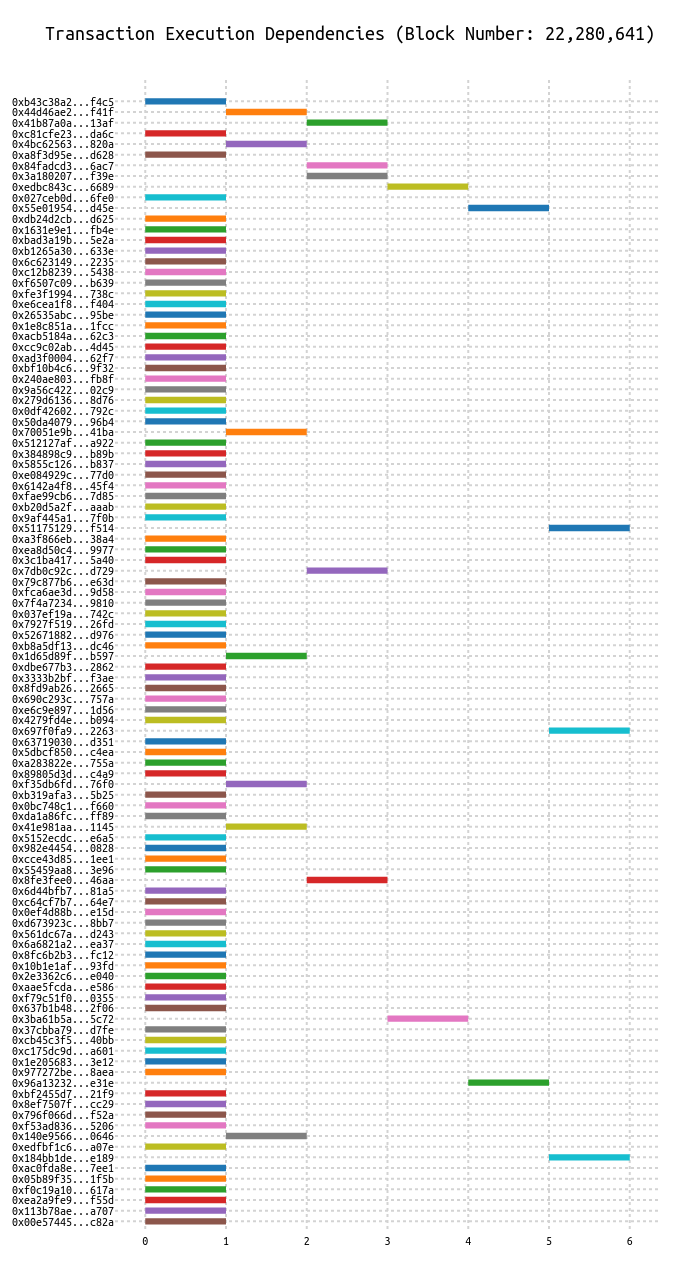 Transaction Execution Dependencies (Block Number: 22,280,641)
0xb43c38a2...f4c5
0x44d46ae2...f41f
0x41b87a0a...13af
0xc81cfe23...da6c
0x4bc62563...820a
0xa8f3d95e...d628
0x84fadcd3...6ac7
0x3a180207...f39e
0xedbc843c...6689
0x027ceb0d...6fe0
0x55e01954...d45e
0xdb24d2cb...d625
0x1631e9e1...fb4e
0xbad3a19b...5e2a
0xb1265a30...633e
0x6c623149...2235
0xc12b8239...5438
0xf6507c09...b639
0xfe3f1994...738c
0xe6cea1f8...f404
0x26535abc...95be
0x1e8c851a...1fcc
0xacb5184a...62c3
0xcc9c02ab...4d45
0xad3f0004...62f7
0xbf10b4c6...9f32
0x240ae803...fb8f
0x9a56c422...02c9
0x279d6136...8d76
0x0df42602...792c
0x50da4079...96b4
0x70051e9b...41ba
0x512127af...a922
0x384898c9...b89b
0x5855c126...b837
0xe084929c...77d0
0x6142a4f8...45f4
0xfae99cb6...7d85
0xb20d5a2f...aaab
0x9af445a1...7f0b
0x51175129...f514
0xa3f866eb...38a4
0xea8d50c4...9977
0x3c1ba417...5a40
0x7db0c92c...d729
0x79c877b6...e63d
0xfca6ae3d...9d58
0x7f4a7234...9810
0x037ef19a...742c
0x7927f519...26fd
0x52671882...d976
0xb8a5df13...dc46
0x1d65d89f...b597
0xdbe677b3...2862
0x3333b2bf...f3ae
0x8fd9ab26...2665
0x690c293c...757a
0xe6c9e897...1d56
0x4279fd4e...b094
0x697f0fa9...2263
0x63719030...d351
0x5dbcf850...c4ea
0xa283822e...755a
0x89805d3d...c4a9
0xf35db6fd...76f0
0xb319afa3...5b25
0x0bc748c1...f660
0xda1a86fc...ff89
0x41e981aa...1145
0x5152ecdc...e6a5
0x982e4454...0828
0xcce43d85...1ee1
0x55459aa8...3e96
0x8fe3fee0...46aa
0x6d44bfb7...81a5
0xc64cf7b7...64e7
0x0ef4d88b...e15d
0xd673923c...8bb7
0x561dc67a...d243
0x6a6821a2...ea37
0x8fc6b2b3...fc12
0x10b1e1af...93fd
0x2e3362c6...e040
0xaae5fcda...e586
0xf79c51f0...0355
0x637b1b48...2f06
0x3ba61b5a...5c72
0x37cbba79...d7fe
0xcb45c3f5...40bb
0xc175dc9d...a601
0x1e205683...3e12
0x977272be...8aea
0x96a13232...e31e
0xbf2455d7...21f9
0x8ef7507f...cc29
0x796f066d...f52a
0xf53ad836...5206
0x140e9566...0646
0xedfbf1c6...a07e
0x184bb1de...e189
0xac0fda8e...7ee1
0x05b89f35...1f5b
0xf0c19a10...617a
0xea2a9fe9...f55d
0x113b78ae...a707
0x00e57445...c82a
0 1 2 3 4 5 6